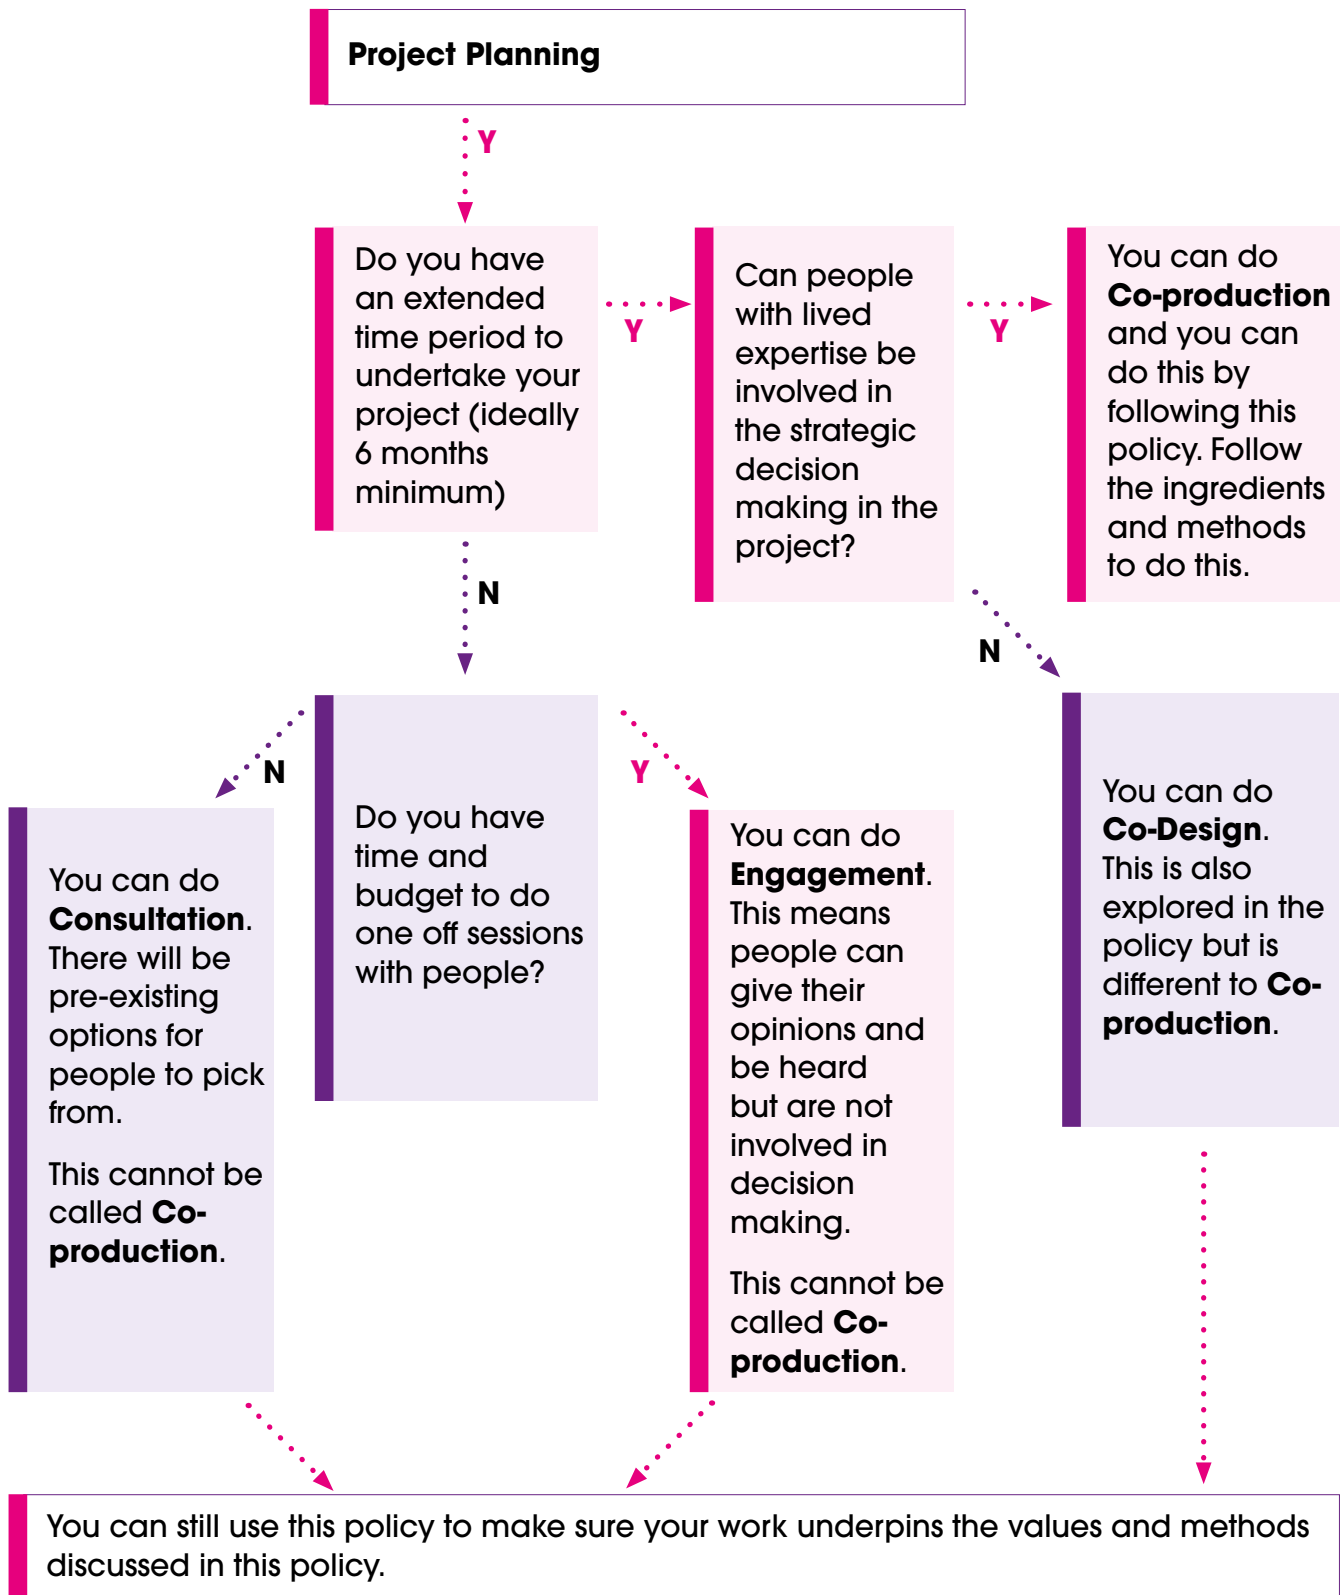 Project Planning
Y
Do you have
an extended
time period to
undertake your
project (ideally
6 months
minimum)
Y
Can people
with lived
expertise be
involved in
the strategic
decision
making in the
project?
Y
You can do
Co-production
and you can
do this by
following this
policy. Follow
the ingredients
and methods
to do this.
N
N
Do you have
time and
budget to do
one off sessions
with people?
N
Y
You can do
Consultation.
There will be
pre-existing
options for
people to pick
from.
This cannot be
called Co-
production.
You can do
Engagement.
This means
people can
give their
opinions and
be heard
but are not
involved in
decision
making.
This cannot be
called Co-
production.
You can do
Co-Design.
This is also
explored in the
policy but is
different to Co-
production.
You can still use this policy to make sure your work underpins the values and methods
discussed in this policy.